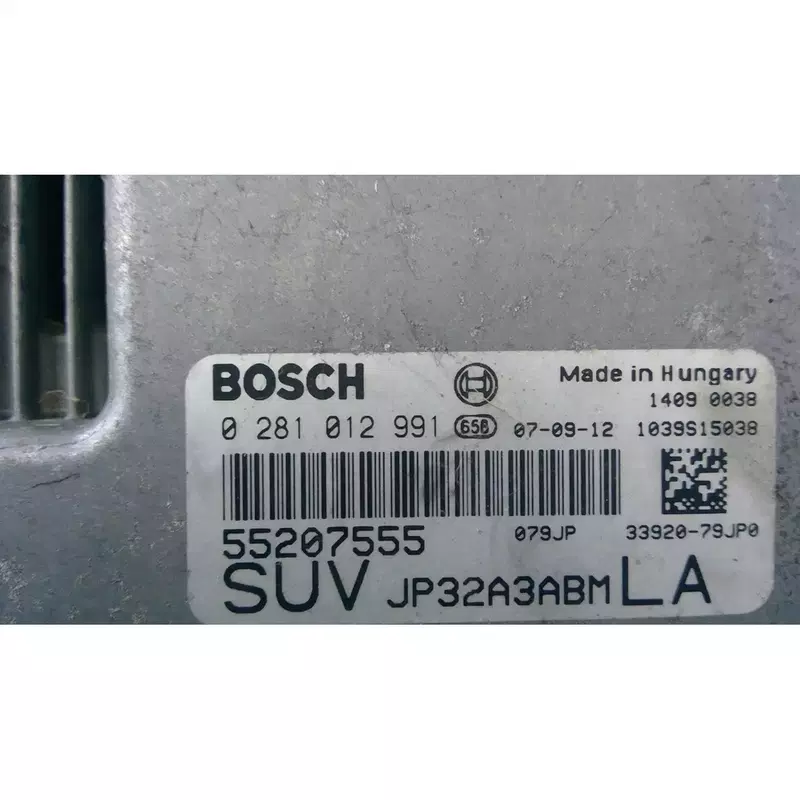 BOSCH Made in Hungary
1409 0038
0 281 012 991 65B 07-09-12 1039S15038
55207555 079JP 33920-79JP0
SUV JP32A3ABM LA